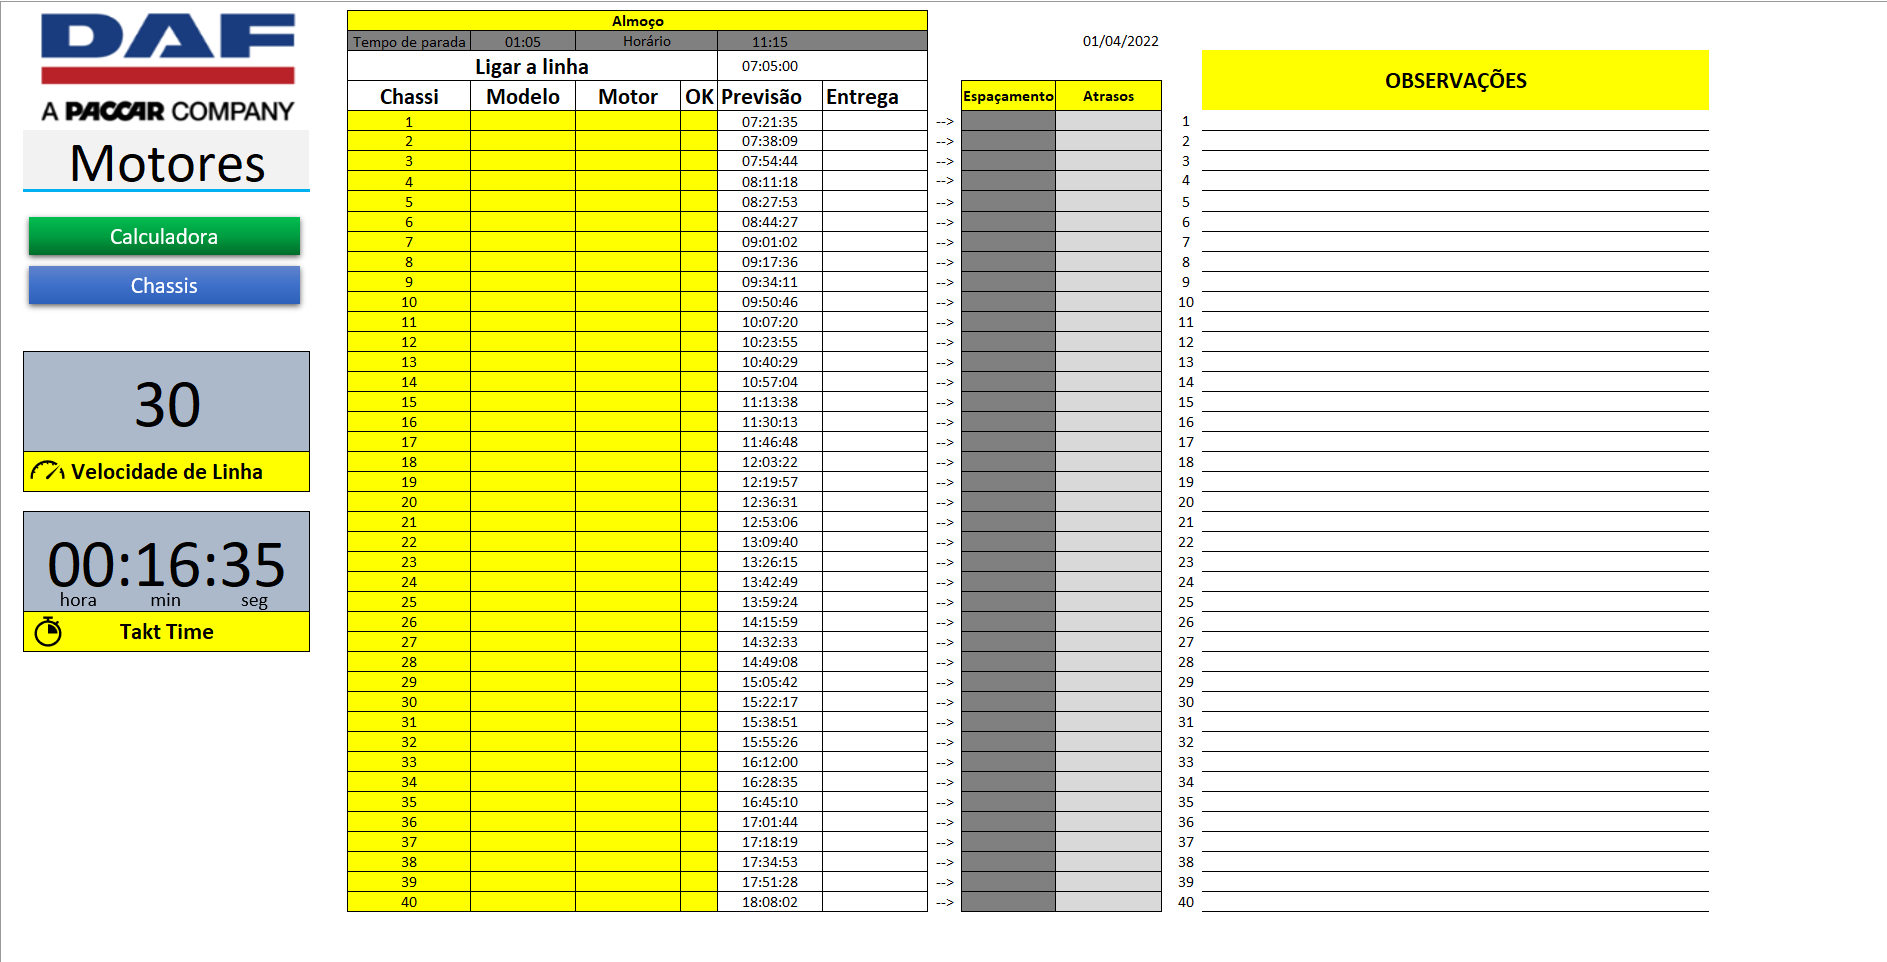 DAF
A PACCAR COMPANY
Motores
Calculadora
Chassis
30
Velocidade de Linha
00:16:35
hora min seg
Takt Time
Almoço
Tempo de parada 01:05 Horário 11:15
01/04/2022
Ligar a linha 07:05:00
OBSERVAÇÕES
Chassi Modelo Motor OK Previsão Entrega Espaçamento Atrasos
1 07:21:35 --> 1
2 07:38:09 --> 2
3 07:54:44 --> 3
4 08:11:18 --> 4
5 08:27:53 --> 5
6 08:44:27 --> 6
7 09:01:02 --> 7
8 09:17:36 --> 8
9 09:34:11 --> 9
10 09:50:46 --> 10
11 10:07:20 --> 11
12 10:23:55 --> 12
13 10:40:29 --> 13
14 10:57:04 --> 14
15 11:13:38 --> 15
16 11:30:13 --> 16
17 11:46:48 --> 17
18 12:03:22 --> 18
19 12:19:57 --> 19
20 12:36:31 --> 20
21 12:53:06 --> 21
22 13:09:40 --> 22
23 13:26:15 --> 23
24 13:42:49 --> 24
25 13:59:24 --> 25
26 14:15:59 --> 26
27 14:32:33 --> 27
28 14:49:08 --> 28
29 15:05:42 --> 29
30 15:22:17 --> 30
31 15:38:51 --> 31
32 15:55:26 --> 32
33 16:12:00 --> 33
34 16:28:35 --> 34
35 16:45:10 --> 35
36 17:01:44 --> 36
37 17:18:19 --> 37
38 17:34:53 --> 38
39 17:51:28 --> 39
40 18:08:02 --> 40